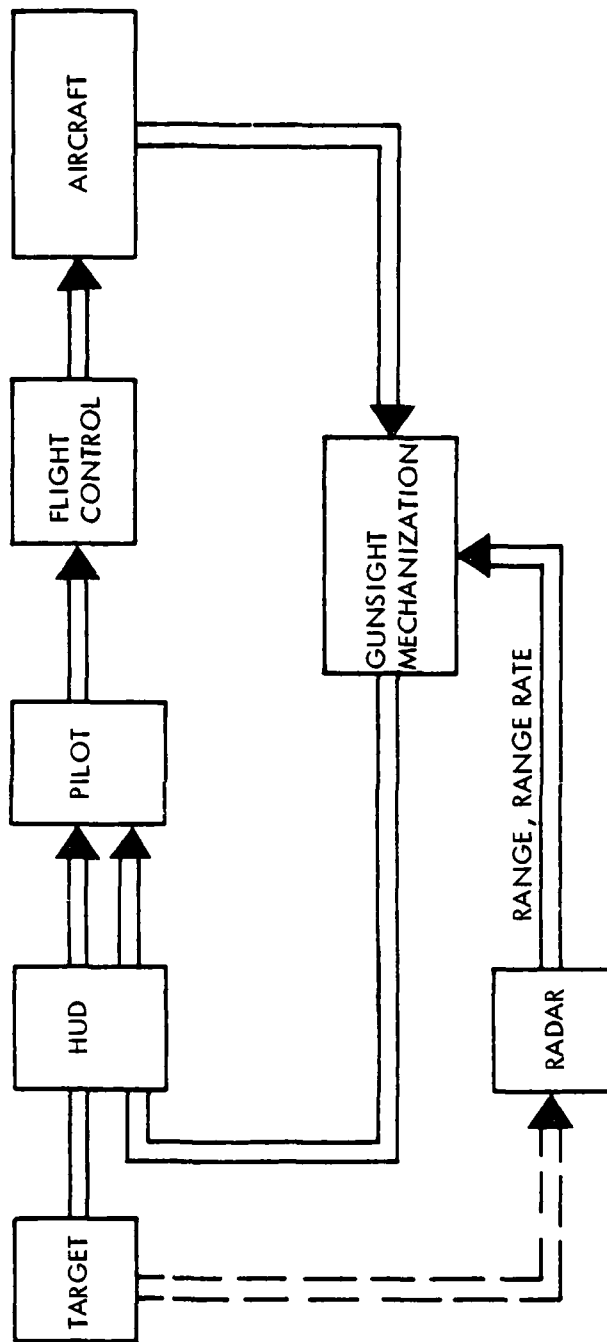 TARGET
HUD
PILOT
FLIGHT
CONTROL
AIRCRAFT
GUNSIGHT
MECHANIZATION
RANGE, RANGE RATE
RADAR